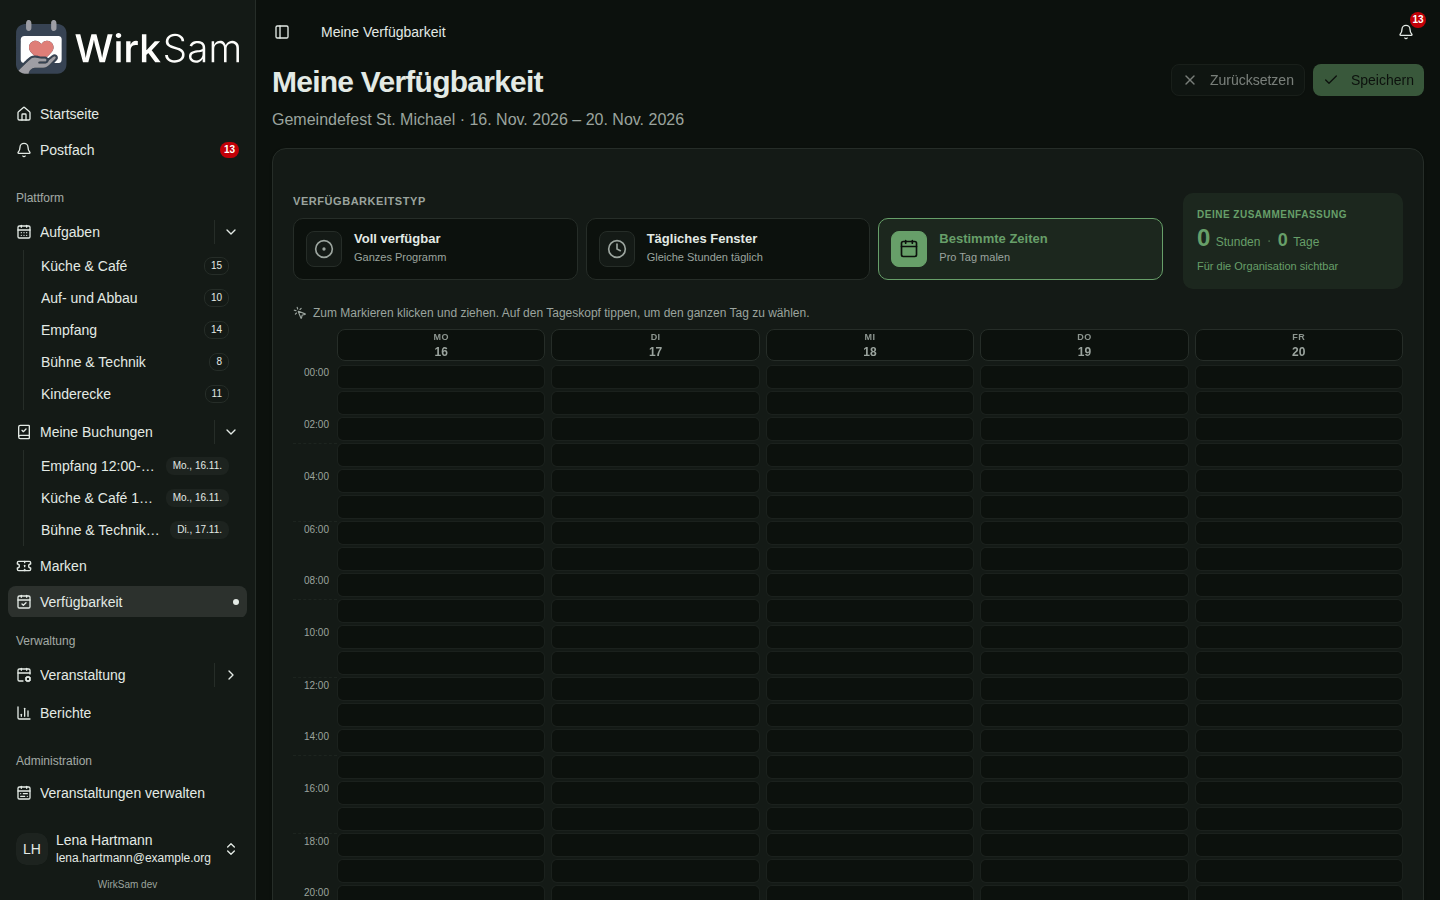 WirkSam
Startseite
Postfach 13
Plattform
Aufgaben
Küche & Café 15
Auf- und Abbau 10
Empfang 14
Bühne & Technik 8
Kinderecke 11
Meine Buchungen
Empfang 12:00-… Mo., 16.11.
Küche & Café 1… Mo., 16.11.
Bühne & Technik… Di., 17.11.
Marken
Verfügbarkeit
Verwaltung
Veranstaltung
Berichte
Administration
Veranstaltungen verwalten
LH
Lena Hartmann
lena.hartmann@example.org
WirkSam dev
Meine Verfügbarkeit
13
Meine Verfügbarkeit
Zurücksetzen
Speichern
Gemeindefest St. Michael · 16. Nov. 2026 – 20. Nov. 2026
VERFÜGBARKEITSTYP
Voll verfügbar
Ganzes Programm
Tägliches Fenster
Gleiche Stunden täglich
Bestimmte Zeiten
Pro Tag malen
DEINE ZUSAMMENFASSUNG
0 Stunden · 0 Tage
Für die Organisation sichtbar
Zum Markieren klicken und ziehen. Auf den Tageskopf tippen, um den ganzen Tag zu wählen.
MO DI MI DO FR
16 17 18 19 20
00:00
02:00
04:00
06:00
08:00
10:00
12:00
14:00
16:00
18:00
20:00